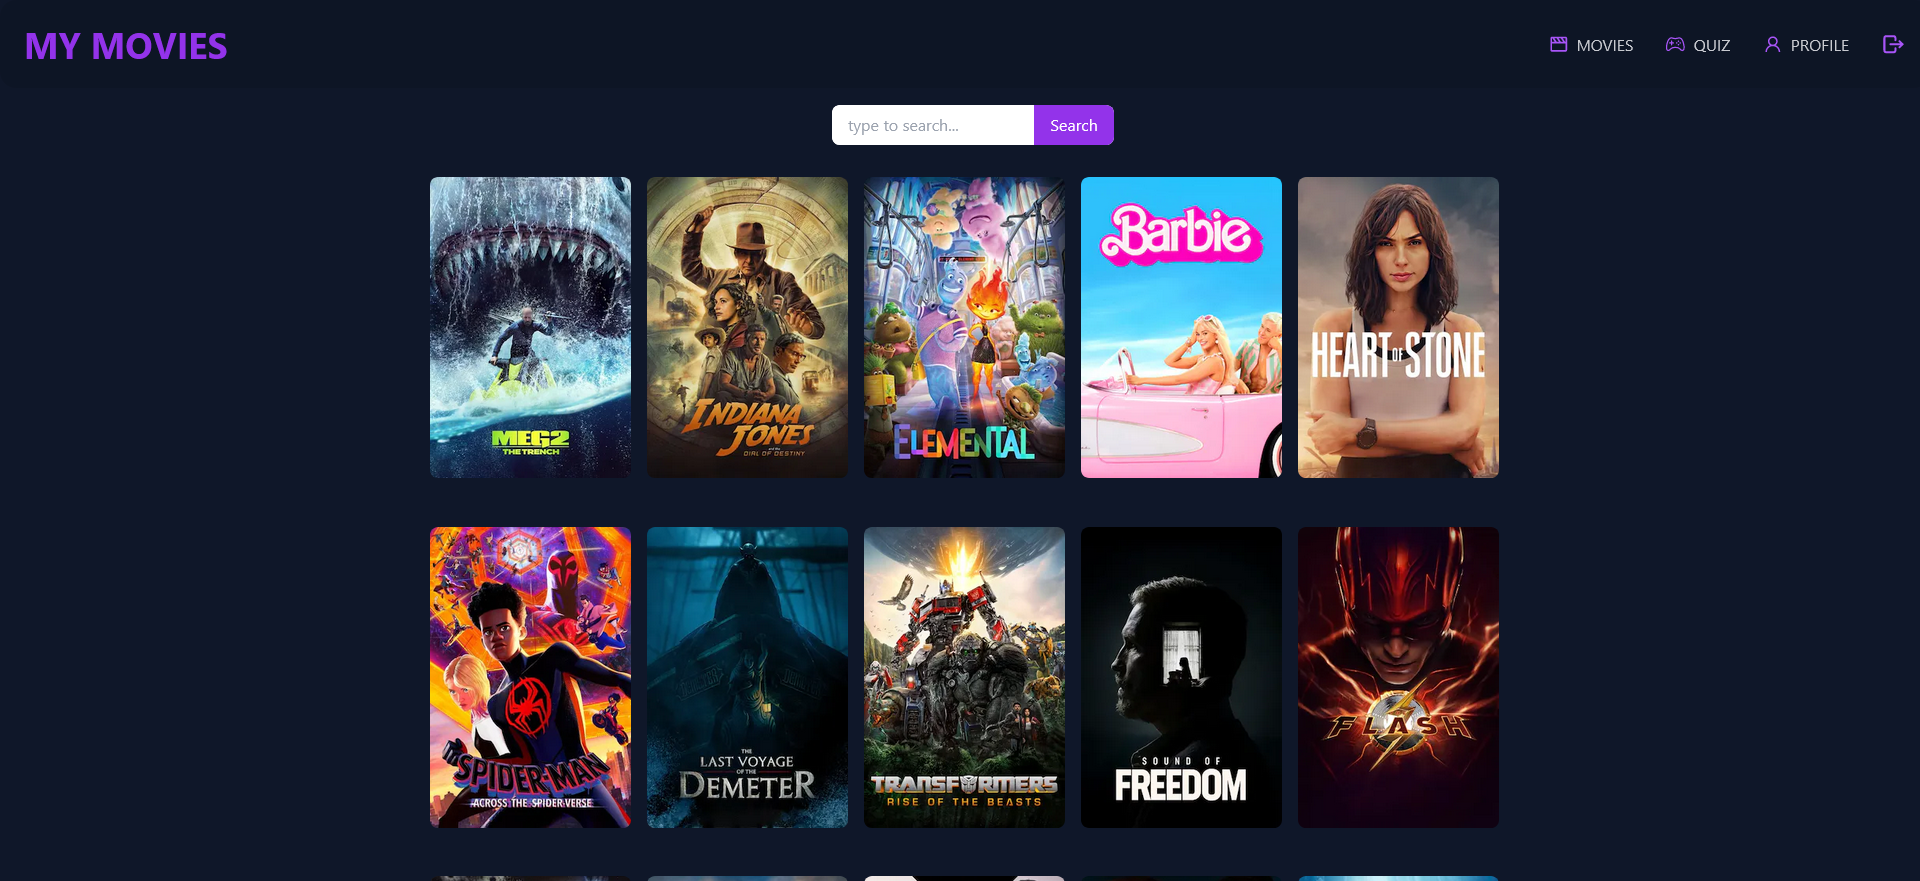 MY MOVIES
MOVIES
QUIZ
PROFILE
type to search...
Search
MEG2
THE TRENCH
INDIANA
JONES
AND THE
DIAL OF DESTINY
ELEMENTAL
Barbie
HEART OF STONE
SPIDER-MAN
ACROSS THE SPIDER-VERSE
THE
LAST VOYAGE
OF THE
DEMETER
TRANSFORMERS
RISE OF THE BEASTS
SOUND OF
FREEDOM
FLASH